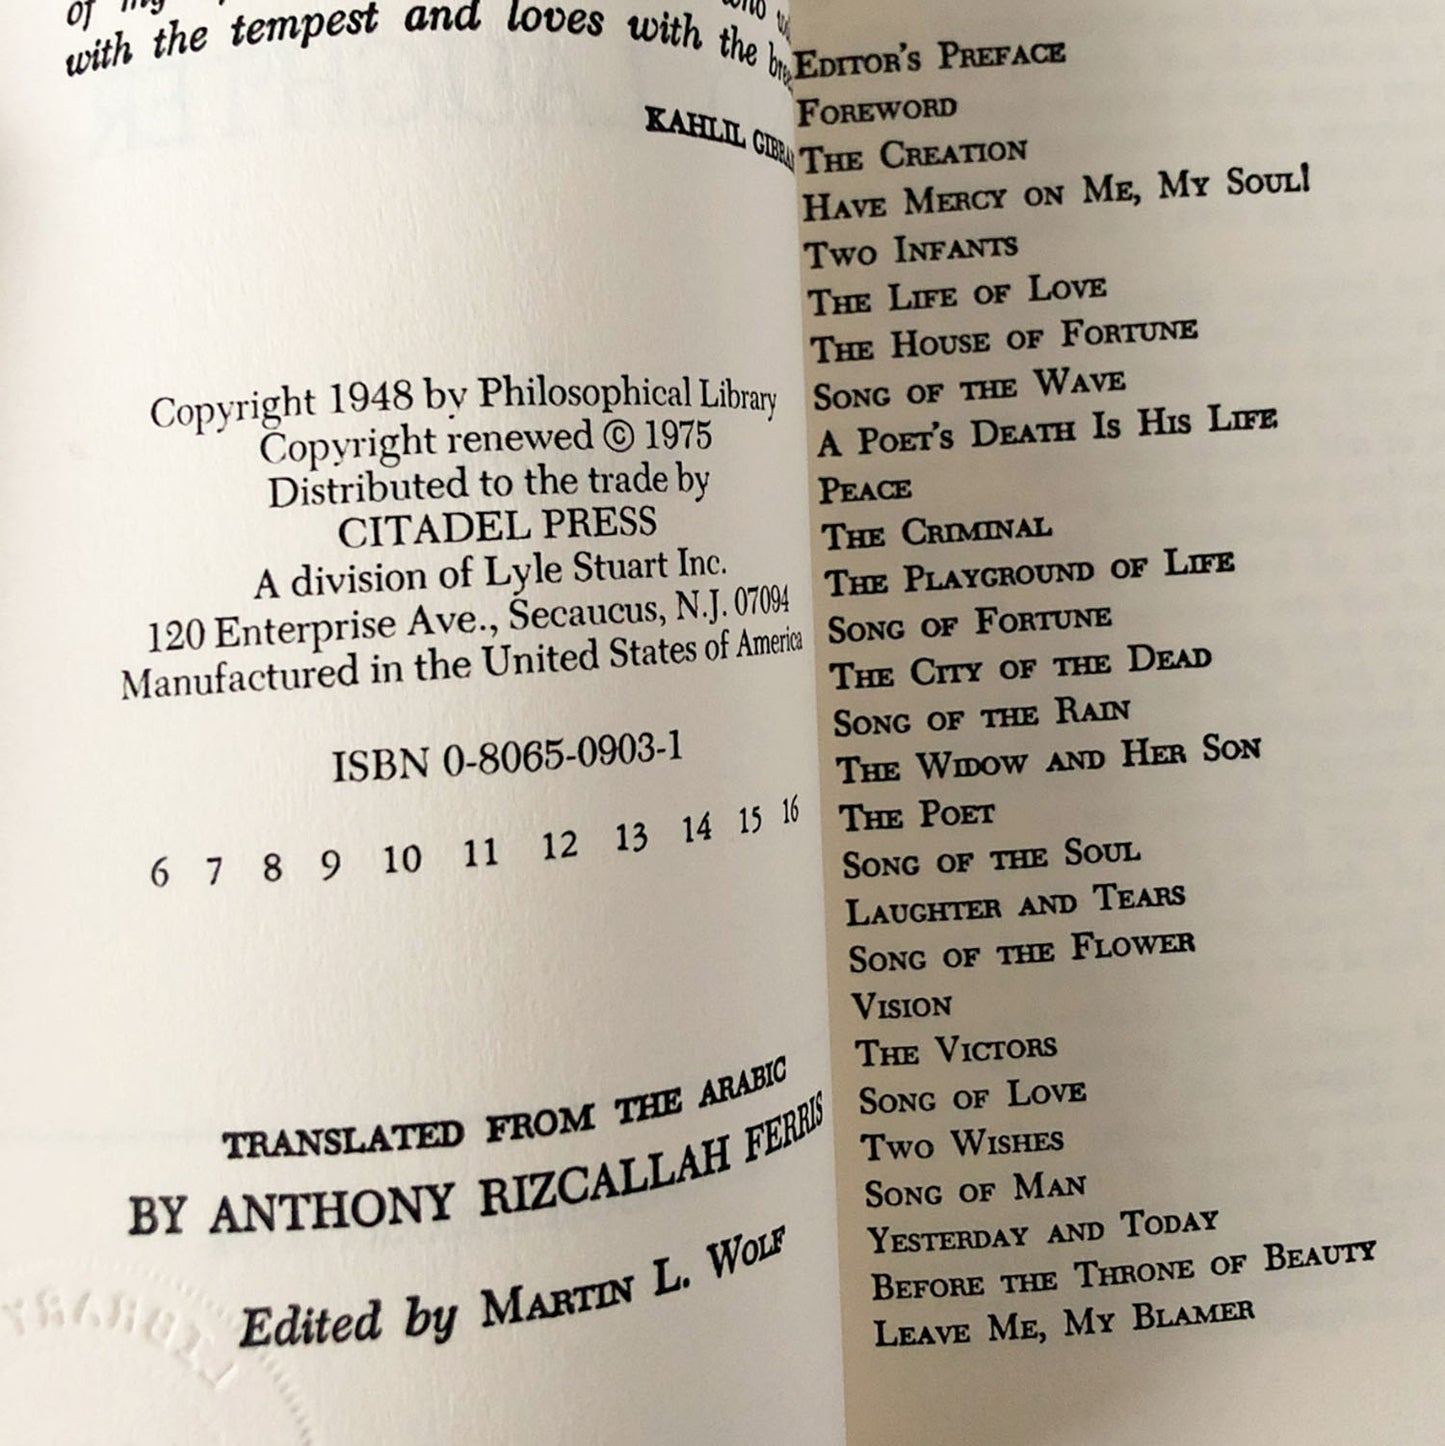 of my
with the tempest and loves with the
KAHLIL GIBRAN
Copyright 1948 by Philosophical Library
Copyright renewed © 1975
Distributed to the trade by
CITADEL PRESS
A division of Lyle Stuart Inc.
120 Enterprise Ave., Secaucus, N.J. 07094
Manufactured in the United States of America
ISBN 0-8065-0903-1
6 7 8 9 10 11 12 13 14 15 16
TRANSLATED FROM THE ARABIC
BY ANTHONY RIZCALLAH FERRIS
Edited by MARTIN L. WOLF
LIBRARY
EDITOR'S PREFACE
FOREWORD
THE CREATION
HAVE MERCY ON ME, MY SOUL!
TWO INFANTS
THE LIFE OF LOVE
THE HOUSE OF FORTUNE
SONG OF THE WAVE
A POET'S DEATH IS HIS LIFE
PEACE
THE CRIMINAL
THE PLAYGROUND OF LIFE
SONG OF FORTUNE
THE CITY OF THE DEAD
SONG OF THE RAIN
THE WIDOW AND HER SON
THE POET
SONG OF THE SOUL
LAUGHTER AND TEARS
SONG OF THE FLOWER
VISION
THE VICTORS
SONG OF LOVE
TWO WISHES
SONG OF MAN
YESTERDAY AND TODAY
BEFORE THE THRONE OF BEAUTY
LEAVE ME, MY BLAMER